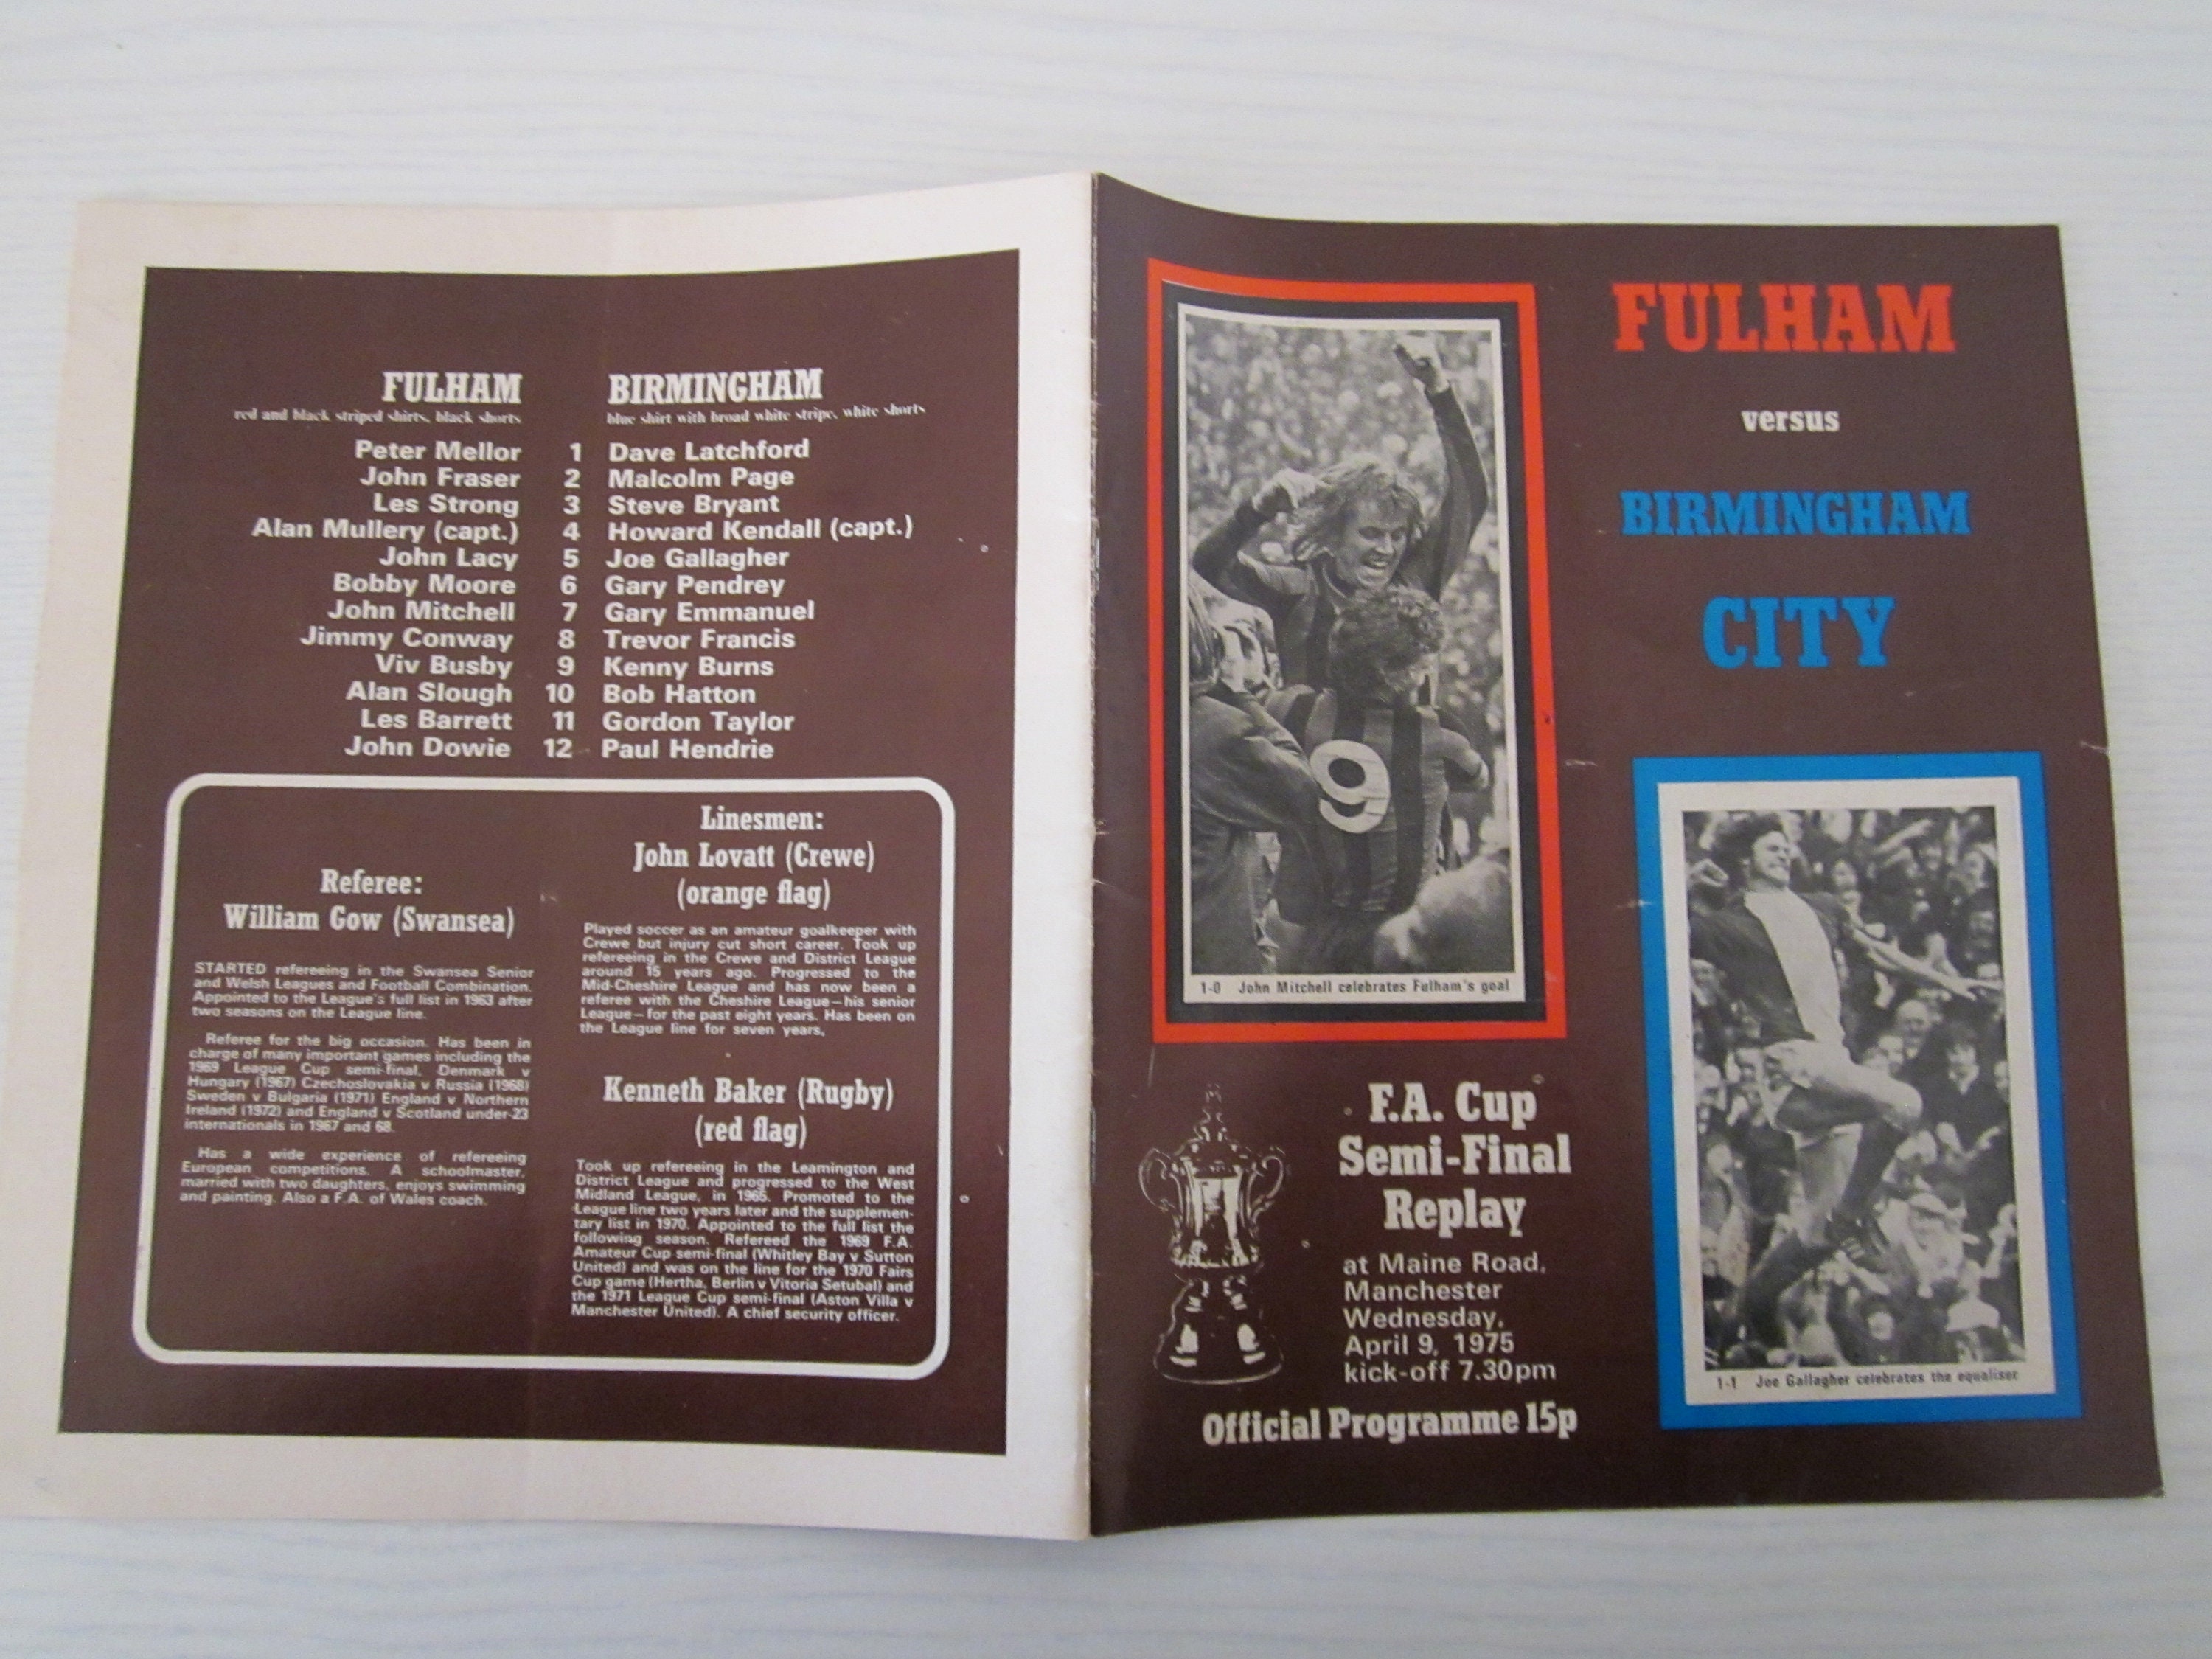 FULHAM
red and black striped shirts, black shorts
BIRMINGHAM
blue shirt with broad white stripe, white shorts
Peter Mellor 1 Dave Latchford
John Fraser 2 Malcolm Page
Les Strong 3 Steve Bryant
Alan Mullery (capt.) 4 Howard Kendall (capt.)
John Lacy 5 Joe Gallagher
Bobby Moore 6 Gary Pendrey
John Mitchell 7 Gary Emmanuel
Jimmy Conway 8 Trevor Francis
Viv Busby 9 Kenny Burns
Alan Slough 10 Bob Hatton
Les Barrett 11 Gordon Taylor
John Dowie 12 Paul Hendrie
Referee:
William Gow (Swansea)
STARTED refereeing in the Swansea Senior
and Welsh Leagues and Football Combination.
Appointed to the League's full list in 1963 after
two seasons on the League line.
Referee for the big occasion. Has been in
charge of many important games including the
1969 League Cup semi-final, Denmark v
Hungary (1967) Czechoslovakia v Russia (1968)
Sweden v Bulgaria (1971) England v Northern
Ireland (1972) and England v Scotland under-23
internationals in 1967 and 68.
Has a wide experience of refereeing
European competitions. A schoolmaster,
married with two daughters, enjoys swimming
and painting. Also a F.A. of Wales coach.
Linesmen:
John Lovatt (Crewe)
(orange flag)
Played soccer as an amateur goalkeeper with
Crewe but injury cut short career. Took up
refereeing in the Crewe and District League
around 15 years ago. Progressed to the
Mid-Cheshire League and has now been a
referee with the Cheshire League—his senior
League—for the past eight years. Has been on
the League line for seven years.
Kenneth Baker (Rugby)
(red flag)
Took up refereeing in the Leamington and
District League and progressed to the West
Midland League, in 1965. Promoted to the
League line two years later and the supplemen-
tary list in 1970. Appointed to the full list the
following season. Refereed the 1969 F.A.
Amateur Cup semi-final (Whitley Bay v Sutton
United) and was on the line for the 1970 Fairs
Cup game (Hertha, Berlin v Vitoria Setubal) and
the 1971 League Cup semi-final (Aston Villa v
Manchester United). A chief security officer.
FULHAM
versus
BIRMINGHAM
CITY
9
1-0 John Mitchell celebrates Fulham's goal
F.A. Cup
Semi-Final
Replay
at Maine Road,
Manchester
Wednesday,
April 9, 1975
kick-off 7.30pm
Official Programme 15p
1-1 Joe Gallagher celebrates the equaliser